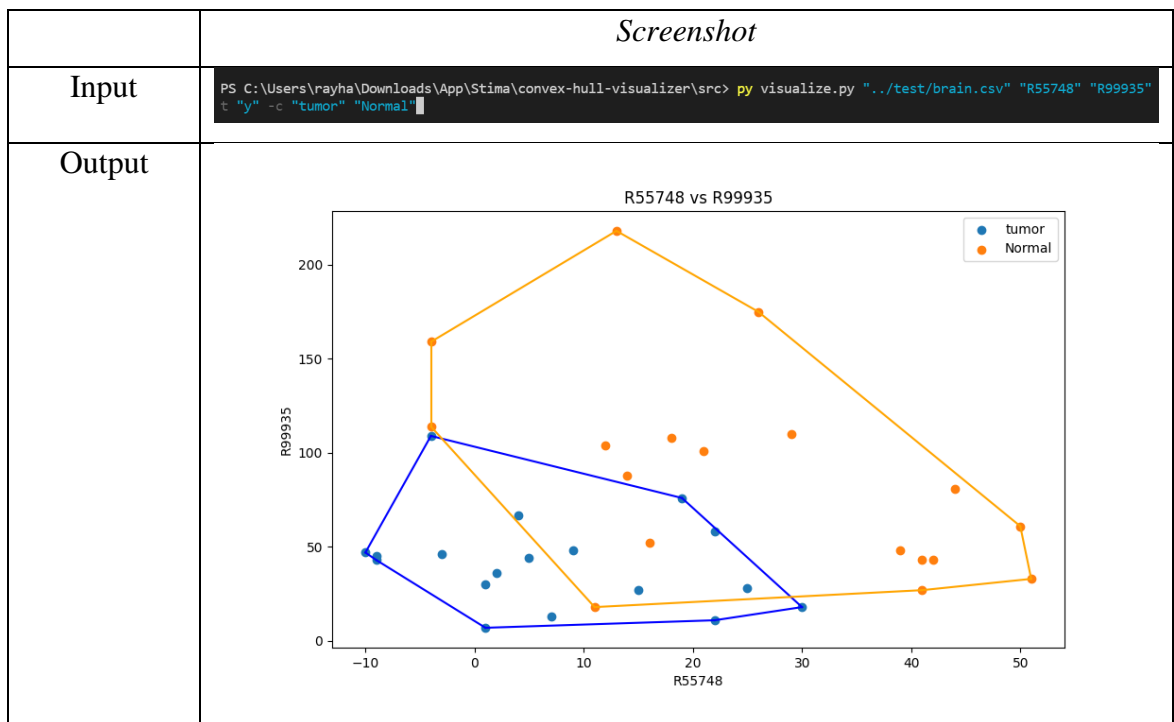 Screenshot
Input
PS C:\Users\rayha\Downloads\App\Stima\convex-hull-visualizer\src> py visualize.py "../test/brain.csv" "R55748" "R99935"
t "y" -c "tumor" "Normal"
Output
R55748 vs R99935
tumor
Normal
200
150
100
50
0
R99935
−10 0 10 20 30 40 50
R55748